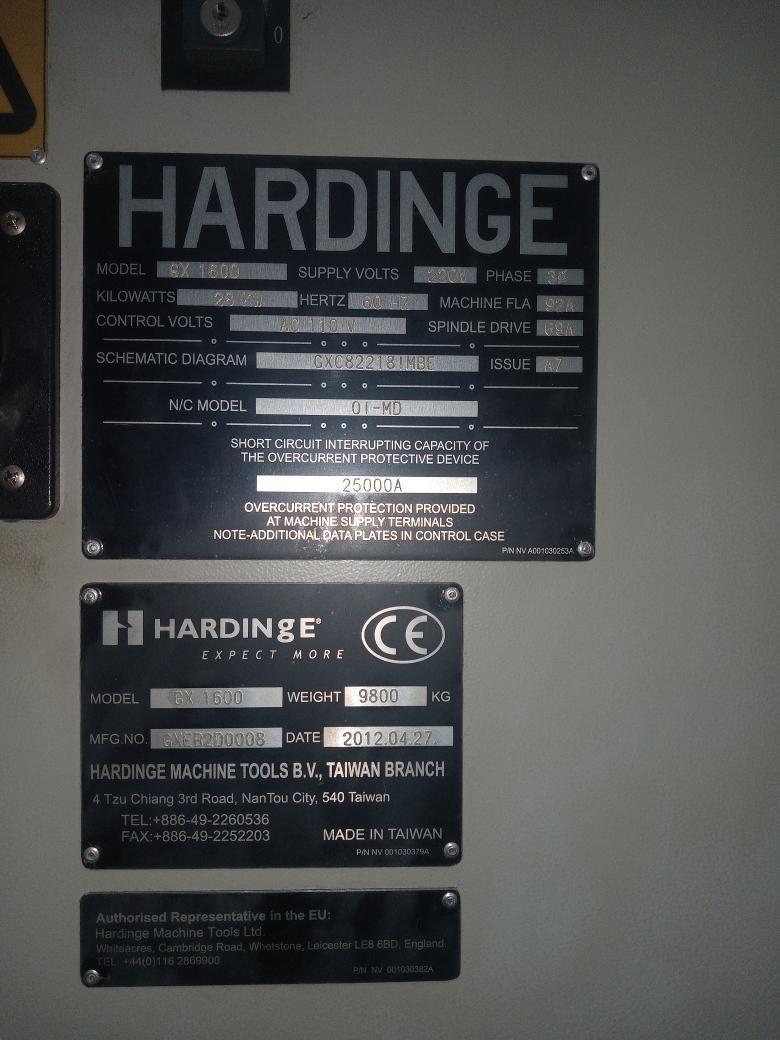 0
HARDINGE
MODEL GX 1600 SUPPLY VOLTS 220V PHASE 3Ø
KILOWATTS 28 KW HERTZ 60 HZ MACHINE FLA 92A
CONTROL VOLTS AC 110 V SPINDLE DRIVE 69A
SCHEMATIC DIAGRAM GXC82218IMBE ISSUE A7
N/C MODEL OI-MD
SHORT CIRCUIT INTERRUPTING CAPACITY OF
THE OVERCURRENT PROTECTIVE DEVICE
25000A
OVERCURRENT PROTECTION PROVIDED
AT MACHINE SUPPLY TERMINALS
NOTE-ADDITIONAL DATA PLATES IN CONTROL CASE
P/N NV A001030253A
HARDINGE® CE
EXPECT MORE
MODEL GX 1600 WEIGHT 9800 KG
MFG.NO. GXEB2D0008 DATE 2012.04.27.
HARDINGE MACHINE TOOLS B.V., TAIWAN BRANCH
4 Tzu Chiang 3rd Road, NanTou City, 540 Taiwan
TEL:+886-49-2260536
FAX:+886-49-2252203 MADE IN TAIWAN
P/N NV 001030379A
Authorised Representative in the EU:
Hardinge Machine Tools Ltd.
Whiteacres, Cambridge Road, Whetstone, Leicester LE8 6BD, England.
TEL: +44(0)116 2869900
P/N NV 001030382A